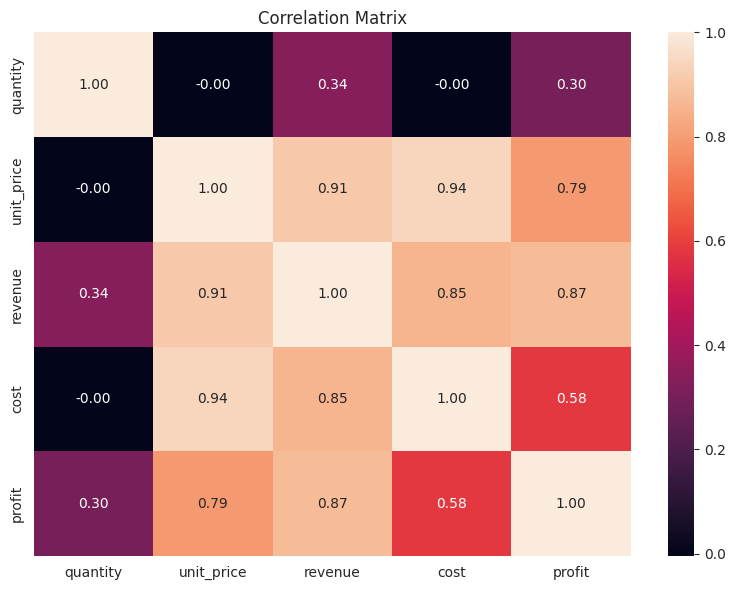 Correlation Matrix
quantity 1.00 -0.00 0.34 -0.00 0.30
unit_price -0.00 1.00 0.91 0.94 0.79
revenue 0.34 0.91 1.00 0.85 0.87
cost -0.00 0.94 0.85 1.00 0.58
profit 0.30 0.79 0.87 0.58 1.00
quantity unit_price revenue cost profit
1.0
0.8
0.6
0.4
0.2
0.0